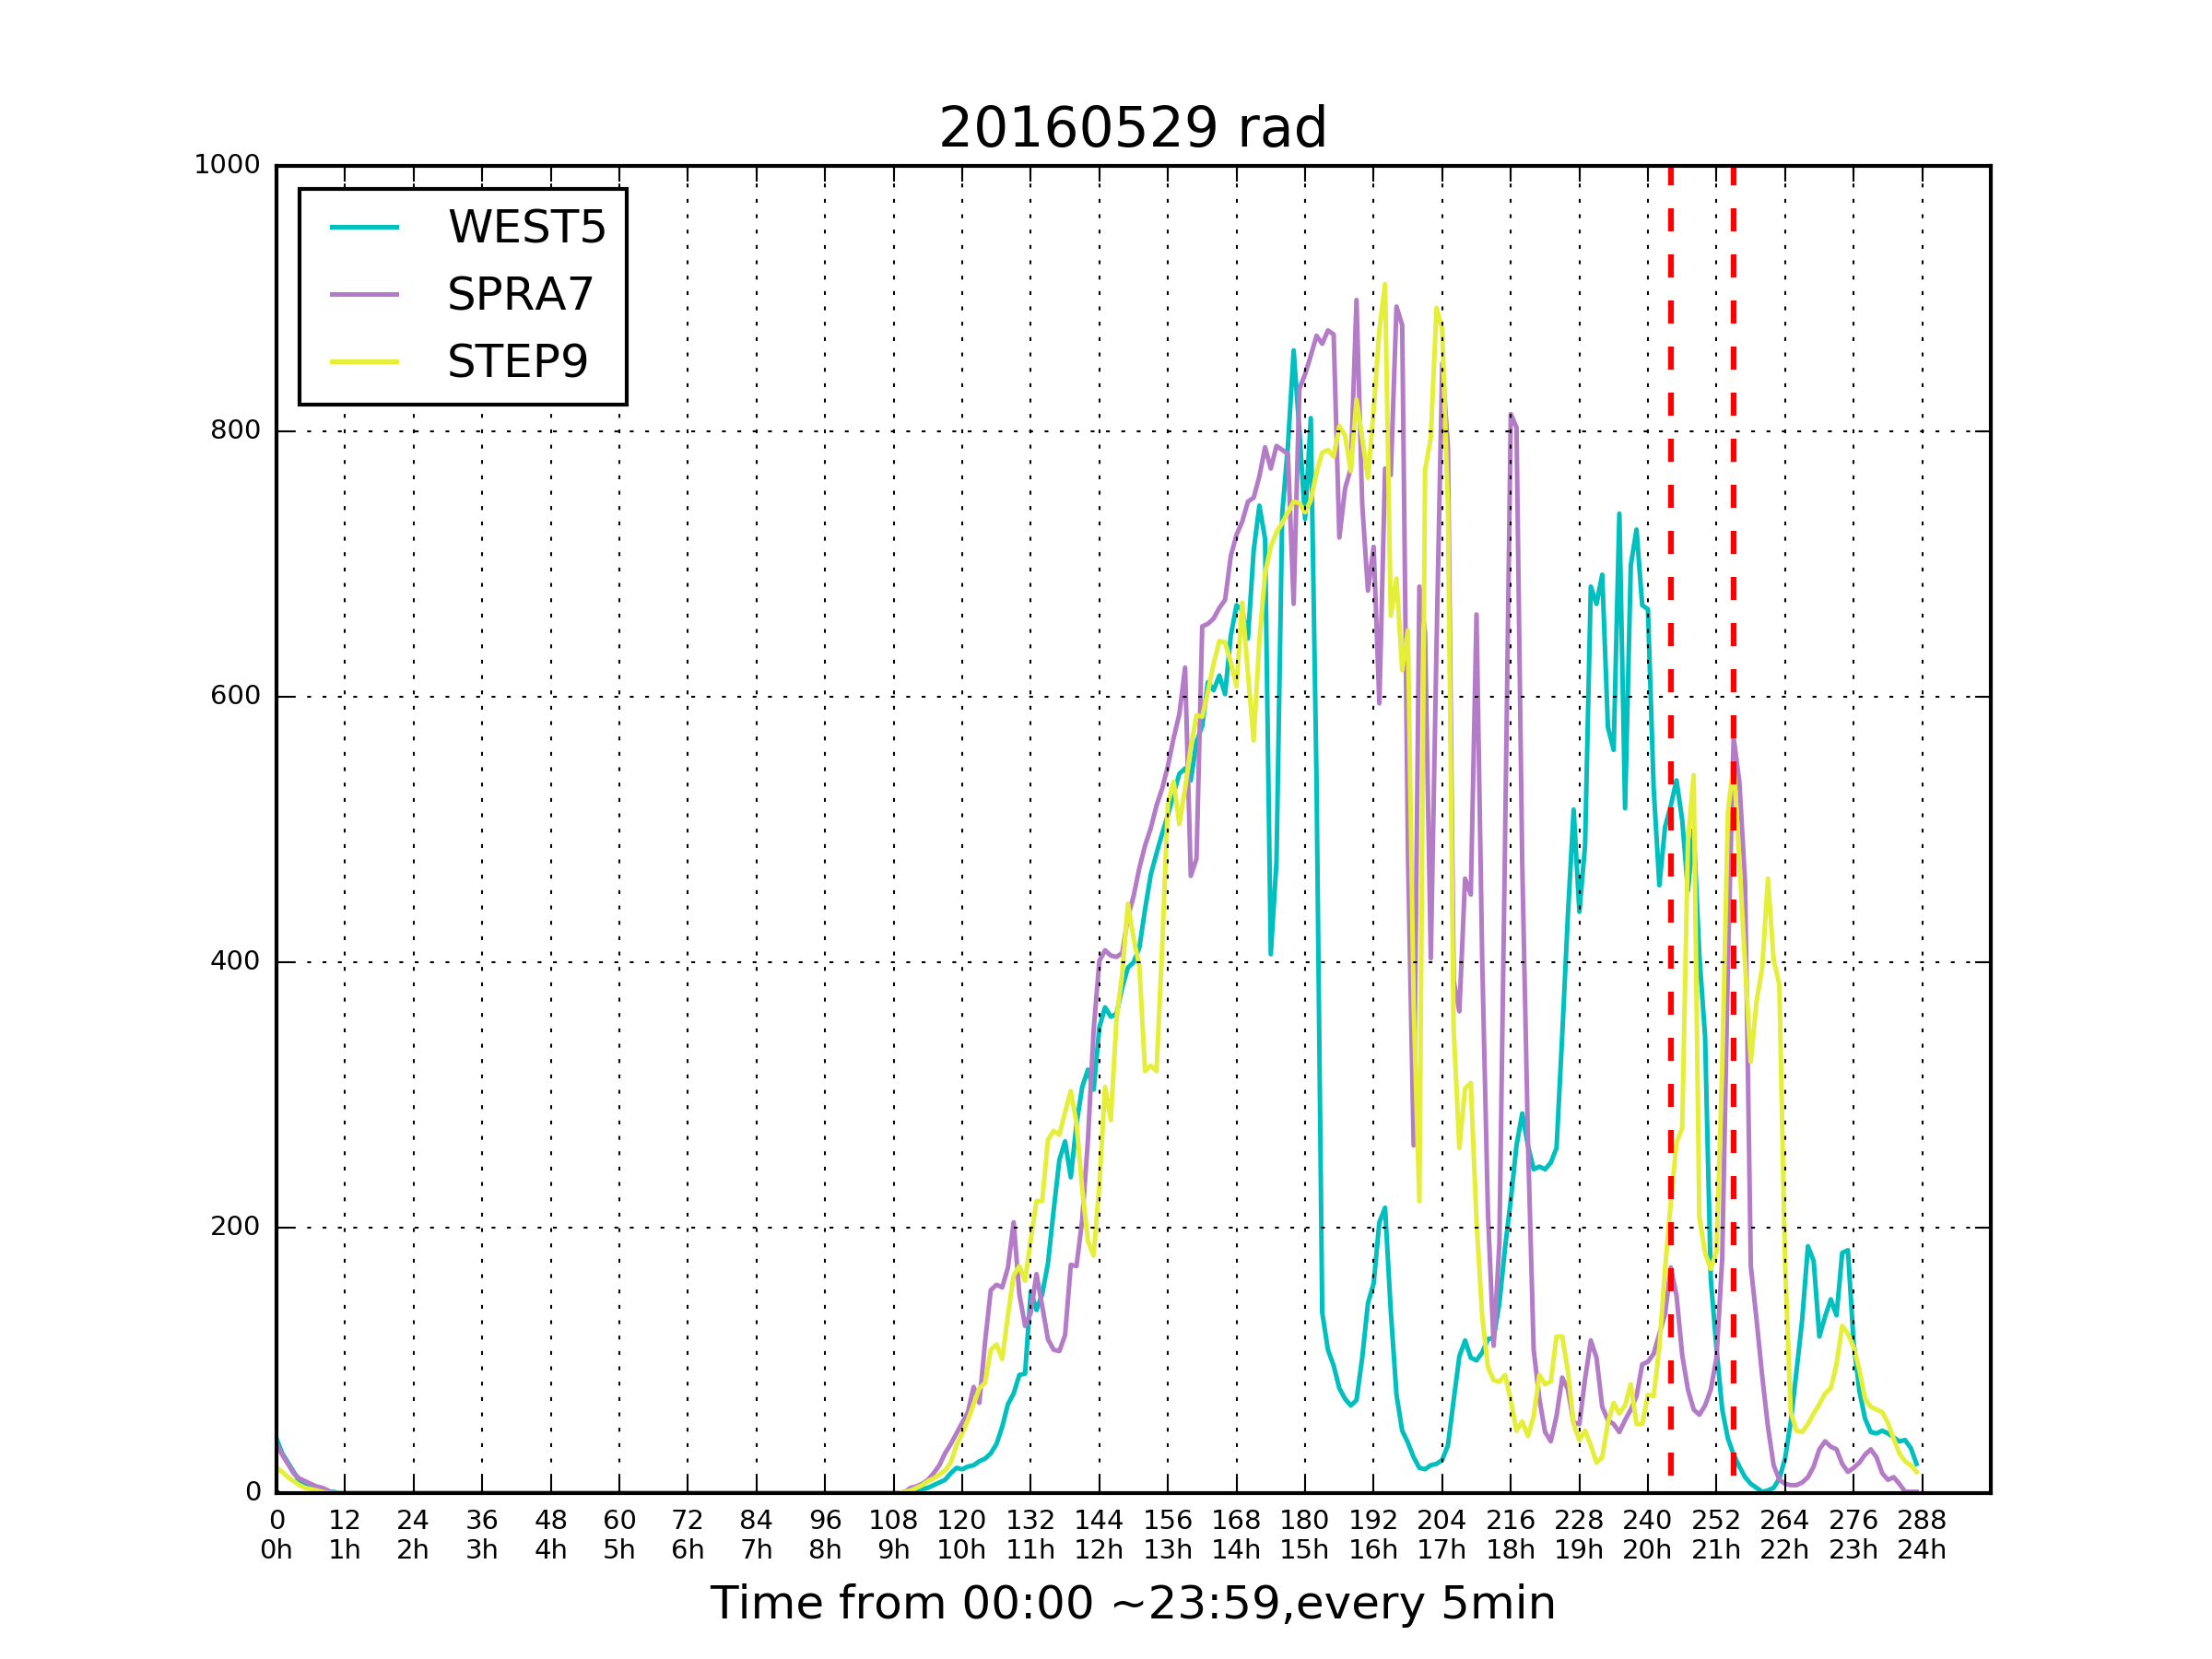 20160529 rad
1000
800
600
400
200
0
WEST5
SPRA7
STEP9
0 12 24 36 48 60 72 84 96 108 120 132 144 156 168 180 192 204 216 228 240 252 264 276 288
0h 1h 2h 3h 4h 5h 6h 7h 8h 9h 10h 11h 12h 13h 14h 15h 16h 17h 18h 19h 20h 21h 22h 23h 24h
Time from 00:00 ~23:59,every 5min